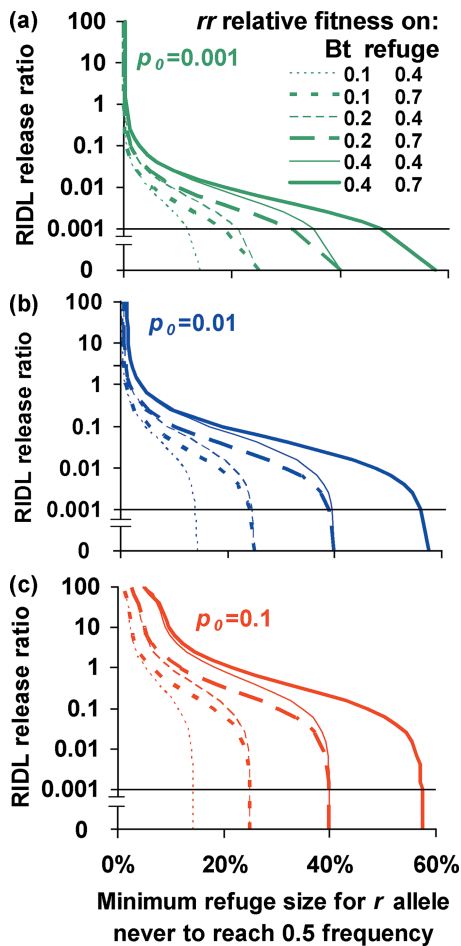 (a)
rr relative fitness on:
Bt refuge
p0=0.001
0.1 0.4
0.1 0.7
0.2 0.4
0.2 0.7
0.4 0.4
0.4 0.7
RIDL release ratio
100
10
1
0.1
0.01
0.001
0
(b)
p0=0.01
RIDL release ratio
100
10
1
0.1
0.01
0.001
0
(c)
p0=0.1
RIDL release ratio
100
10
1
0.1
0.01
0.001
0
0% 20% 40% 60%
Minimum refuge size for r allele
never to reach 0.5 frequency